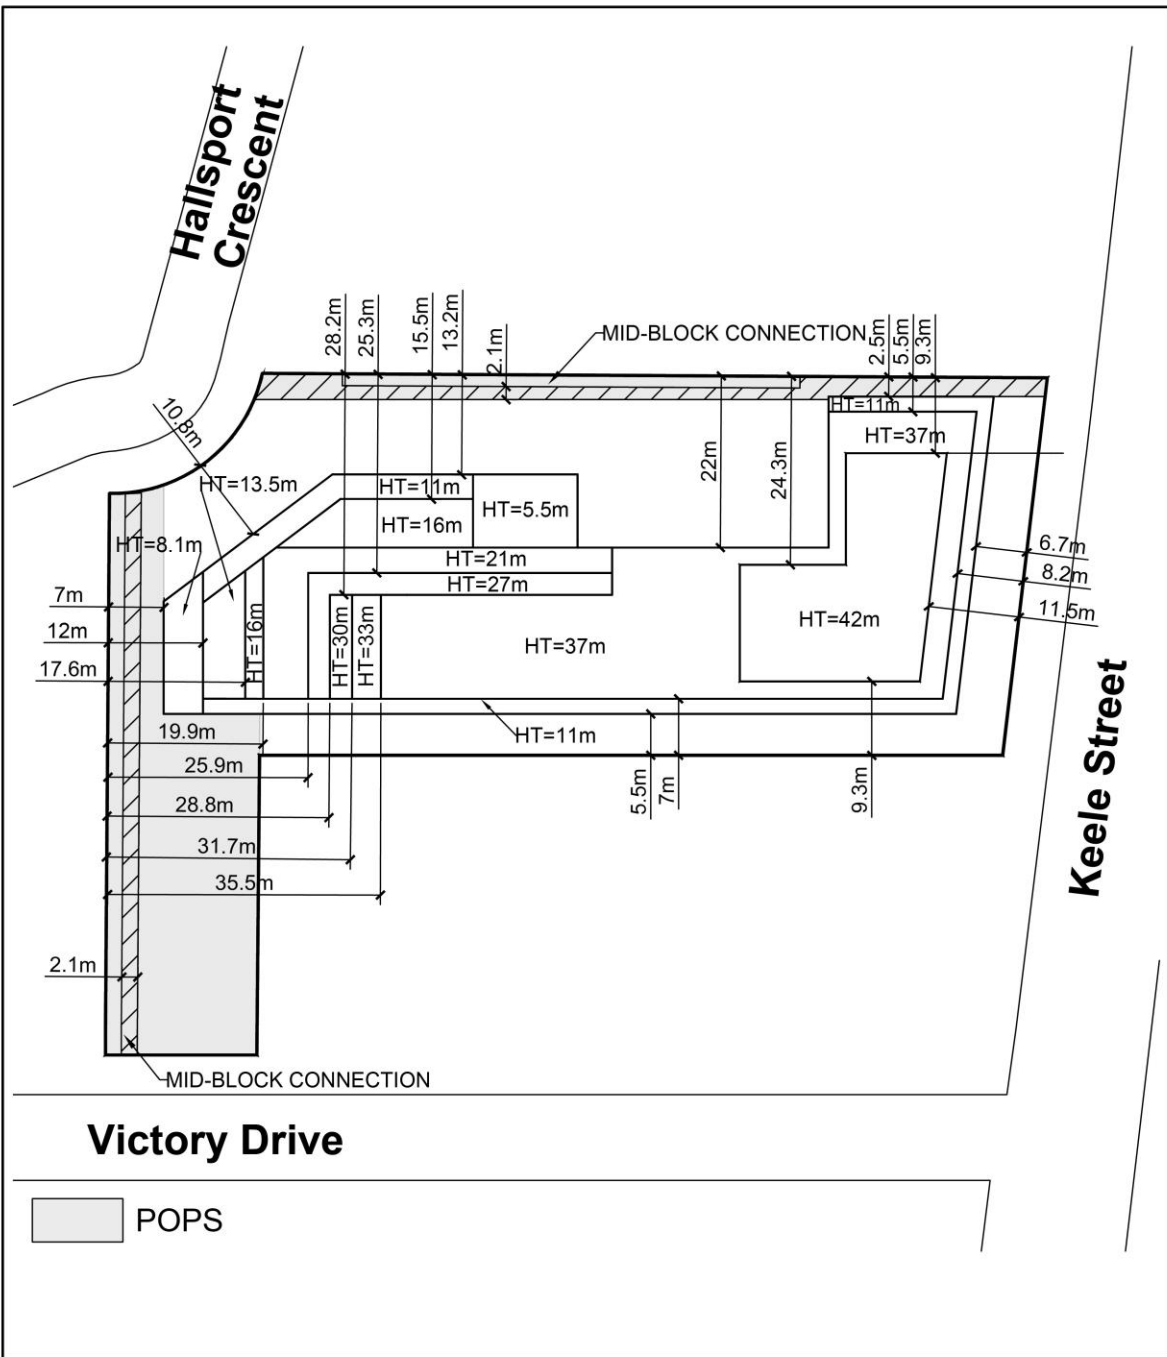 Hallsport
Crescent
28.2m
25.3m
15.5m
13.2m
2.1m
MID-BLOCK CONNECTION
2.5m
5.5m
9.3m
10.8m
HT=11m
HT=37m
HT=13.5m
HT=11m
22m
24.3m
HT=16m
HT=5.5m
HT=8.1m
HT=21m
6.7m
HT=27m
8.2m
7m
11.5m
HT=42m
12m
HT=16m
HT=30m
HT=33m
HT=37m
17.6m
19.9m
HT=11m
25.9m
5.5m
7m
9.3m
28.8m
31.7m
35.5m
Keele Street
2.1m
MID-BLOCK CONNECTION
Victory Drive
POPS